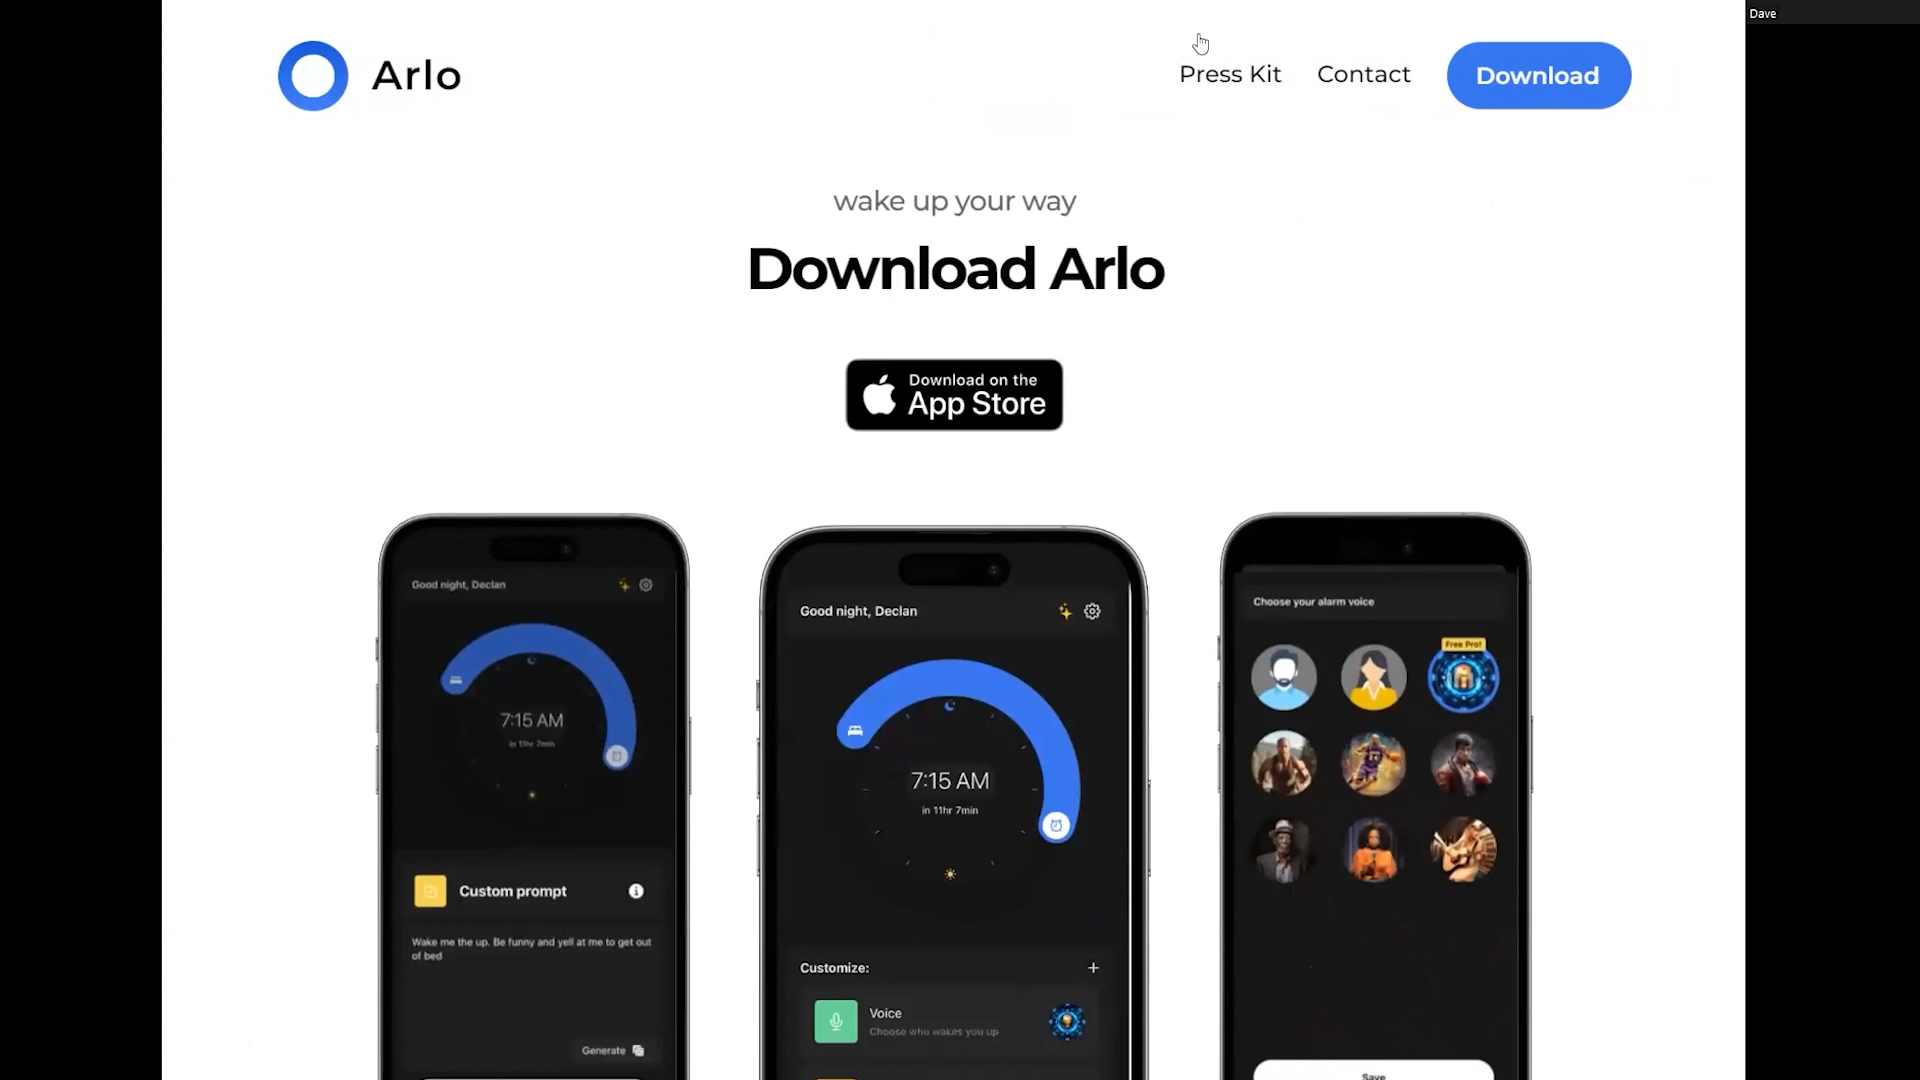 Dave
Arlo
Press Kit
Contact
Download
wake up your way
Download Arlo
Download on the
App Store
Good night, Declan
7:15 AM
in 11hr 7min
Custom prompt
Wake me the up. Be funny and yell at me to get out
of bed
Generate
Good night, Declan
7:15 AM
in 11hr 7min
Customize:
Voice
Choose who wakes you up
Choose your alarm voice
Free Pro!
Save